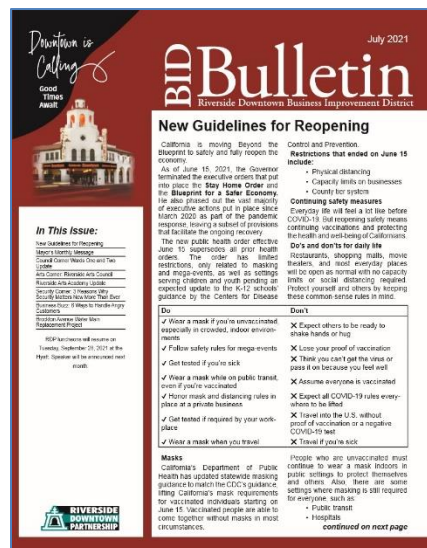 Downtown is
Calling
Good
Times
Await
July 2021
BID
Bulletin
Riverside Downtown Business Improvement District
New Guidelines for Reopening
California is moving Beyond the
Blueprint to safely and fully reopen the
economy.
As of June 15, 2021, the Governor
terminated the executive orders that put
into place the Stay Home Order and
the Blueprint for a Safer Economy.
He also phased out the vast majority
of executive actions put in place since
March 2020 as part of the pandemic
response, leaving a subset of provisions
that facilitate the ongoing recovery.
The new public order effective
June 15 supersedes all prior health
orders. The order has limited
restrictions, only related to masking
and mega-events, as well as settings
serving children and youth pending an
expected update to the K-12 schools'
guidance by the Centers for Disease
Control and Prevention.
Restrictions that ended on June 15
include:
• Physical distancing
• Capacity limits on businesses
• County tier system
Continuing safety measures
Everyday life will feel a lot like before
COVID-19. But reopening safely means
continuing vaccinations and protecting
the health and well-being of Californians.
Do's and don'ts for daily life
Restaurants, shopping malls, movie
theaters, and most everyday places
will be open as normal with no capacity
limits or social distancing required.
Protect yourself and others by keeping
these common-sense rules in mind.
In This Issue:
New Guidelines for Reopening
Mayor's Monthly Message
Council Corner Wards One and Two
Update
Arts Corner: Riverside Arts Council
Riverside Arts Academy Update
Security Corner: 3 Reasons Why
Security Matters Now More Than Ever
Business Buzz: 6 Ways to Handle Angry
Customers
Brockton Avenue Water Main
Replacement Project
RDP luncheons will resume on
Tuesday, September 28, 2021 at the
Hyatt. Speaker will be announced next
month.
Do
Don't
✓ Wear a mask if you're unvaccinated
especially in crowded, indoor environ-
ments
✗ Expect others to be ready to
shake hands or hug
✓ Follow safety rules for mega-events
✗ Lose your proof of vaccination
✓ Get tested if you're sick
✗ Think you can't get the virus or
pass it on because you feel well
✓ Wear a mask while on public transit,
even if you're vaccinated
✗ Assume everyone is vaccinated
✓ Honor mask and distancing rules in
place at a private business
✗ Expect all COVID-19 rules every-
where to be lifted
✓ Get tested if required by your work-
place
✗ Travel into the U.S. without
proof of vaccination or a negative
COVID-19 test
✓ Wear a mask when you travel
✗ Travel if you're sick
Masks
California's Department of Public
Health has updated statewide masking
guidance to match the CDC's guidance,
lifting California's mask requirements
for vaccinated individuals starting on
June 15. Vaccinated people are able to
come together without masks in most
circumstances.
People who are unvaccinated must
continue to wear a mask indoors in
public settings to protect themselves
and others. Also, there are some
settings where masking is still required
for everyone, such as:
• Public transit
• Hospitals
continued on next page
RIVERSIDE
DOWNTOWN
PARTNERSHIP